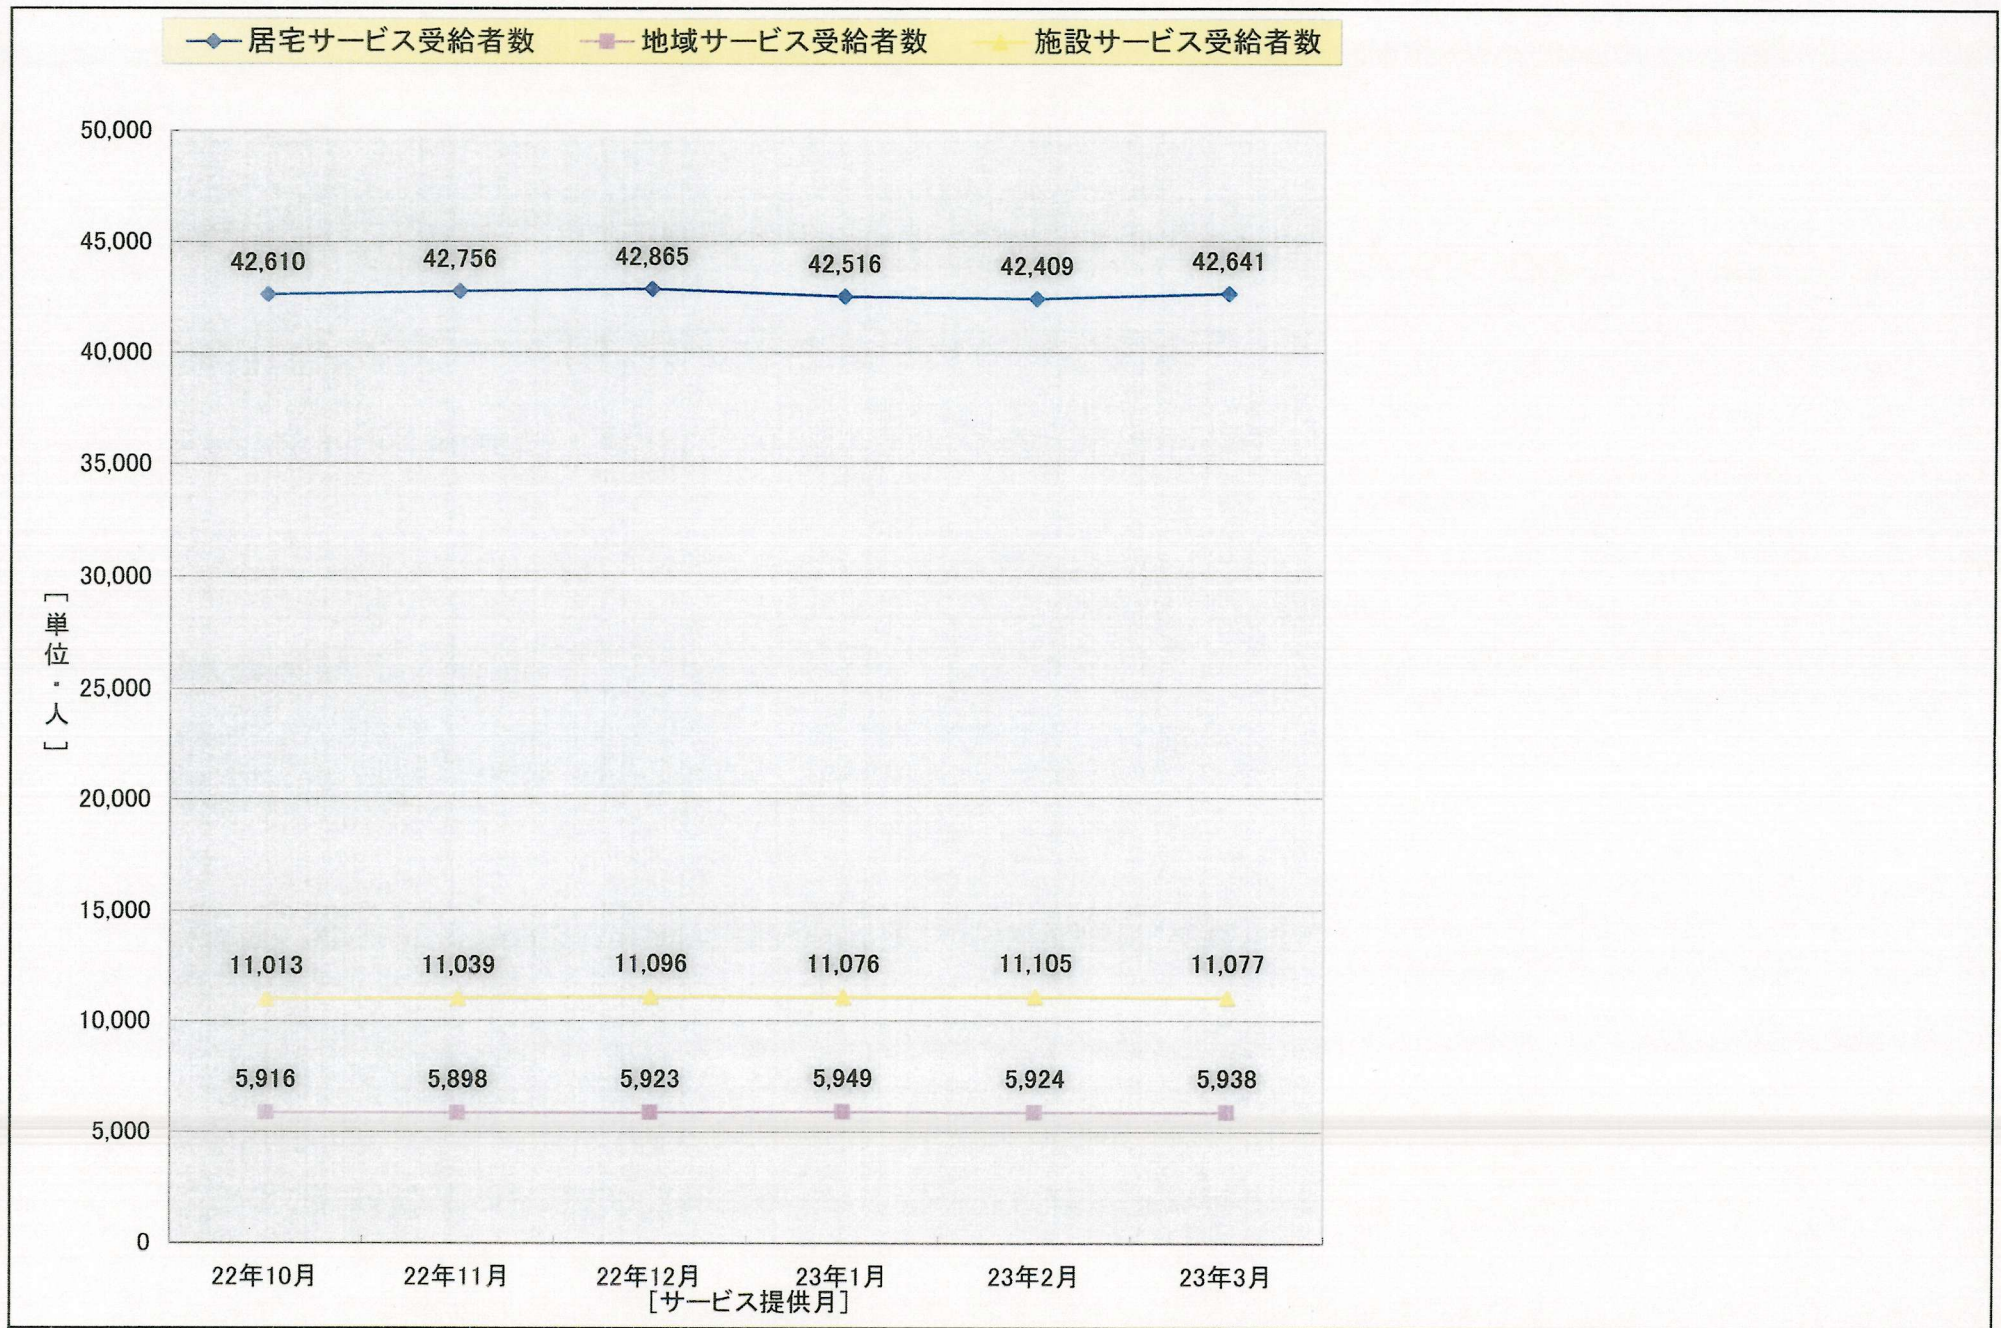 居宅サービス受給者数 地域サービス受給者数 施設サービス受給者数
50,000
45,000
42,610 42,756 42,865 42,516 42,409 42,641
40,000
35,000
30,000
[単位・人]
25,000
20,000
15,000
11,013 11,039 11,096 11,076 11,105 11,077
10,000
5,916 5,898 5,923 5,949 5,924 5,938
5,000
0
22年10月 22年11月 22年12月 23年1月 23年2月 23年3月
[サービス提供月]